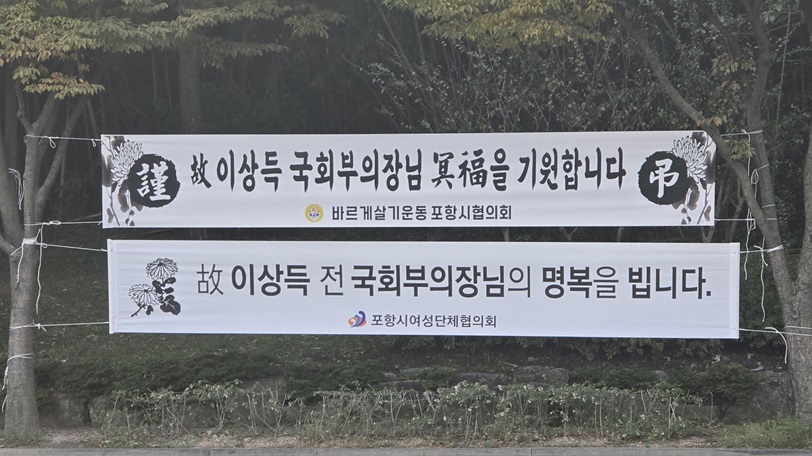 謹 故 이상득 국회부의장님 冥福을 기원합니다 弔
바르게살기운동 포항시협의회
故 이상득 전 국회부의장님의 명복을 빕니다.
포항시여성단체협의회